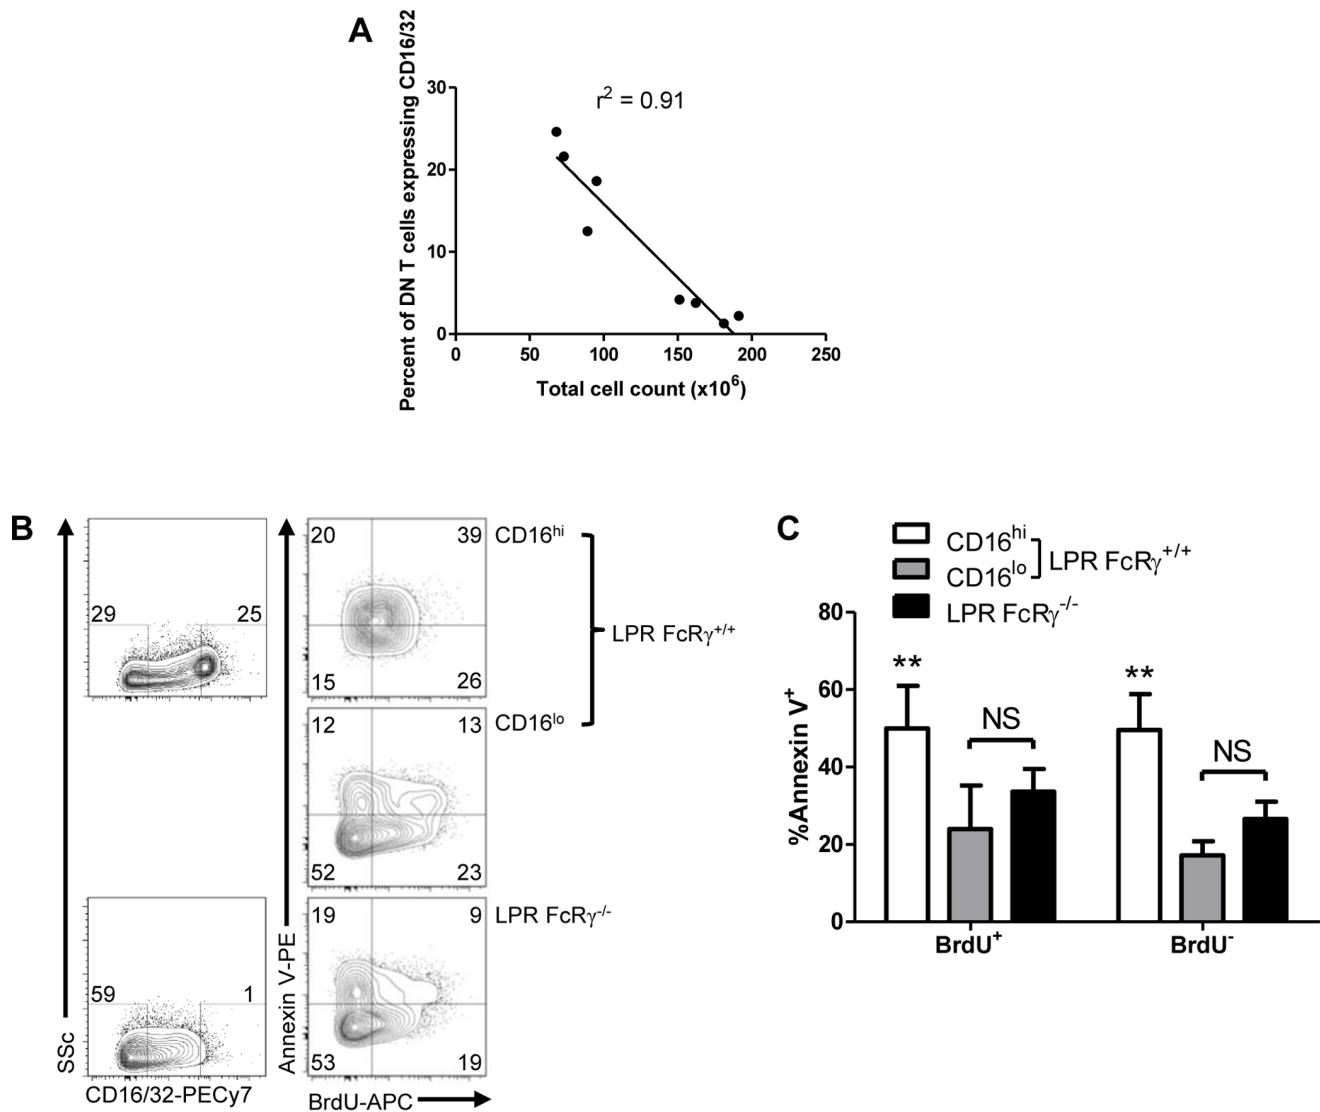 A
Percent of DN T cells expressing CD16/32
r² = 0.91
30
20
10
0
0 50 100 150 200 250
Total cell count (x10⁶)
B
SSc
29 25
59 1
CD16/32-PECy7
Annexin V-PE
20 39 CD16ʰⁱ
15 26
LPR FcRγ⁺/⁺
12 13 CD16ˡᵒ
52 23
19 9 LPR FcRγ⁻/⁻
53 19
BrdU-APC
C
CD16ʰⁱ
CD16ˡᵒ
LPR FcRγ⁺/⁺
LPR FcRγ⁻/⁻
%Annexin V⁺
80
60
40
20
0
** NS ** NS
BrdU⁺ BrdU⁻